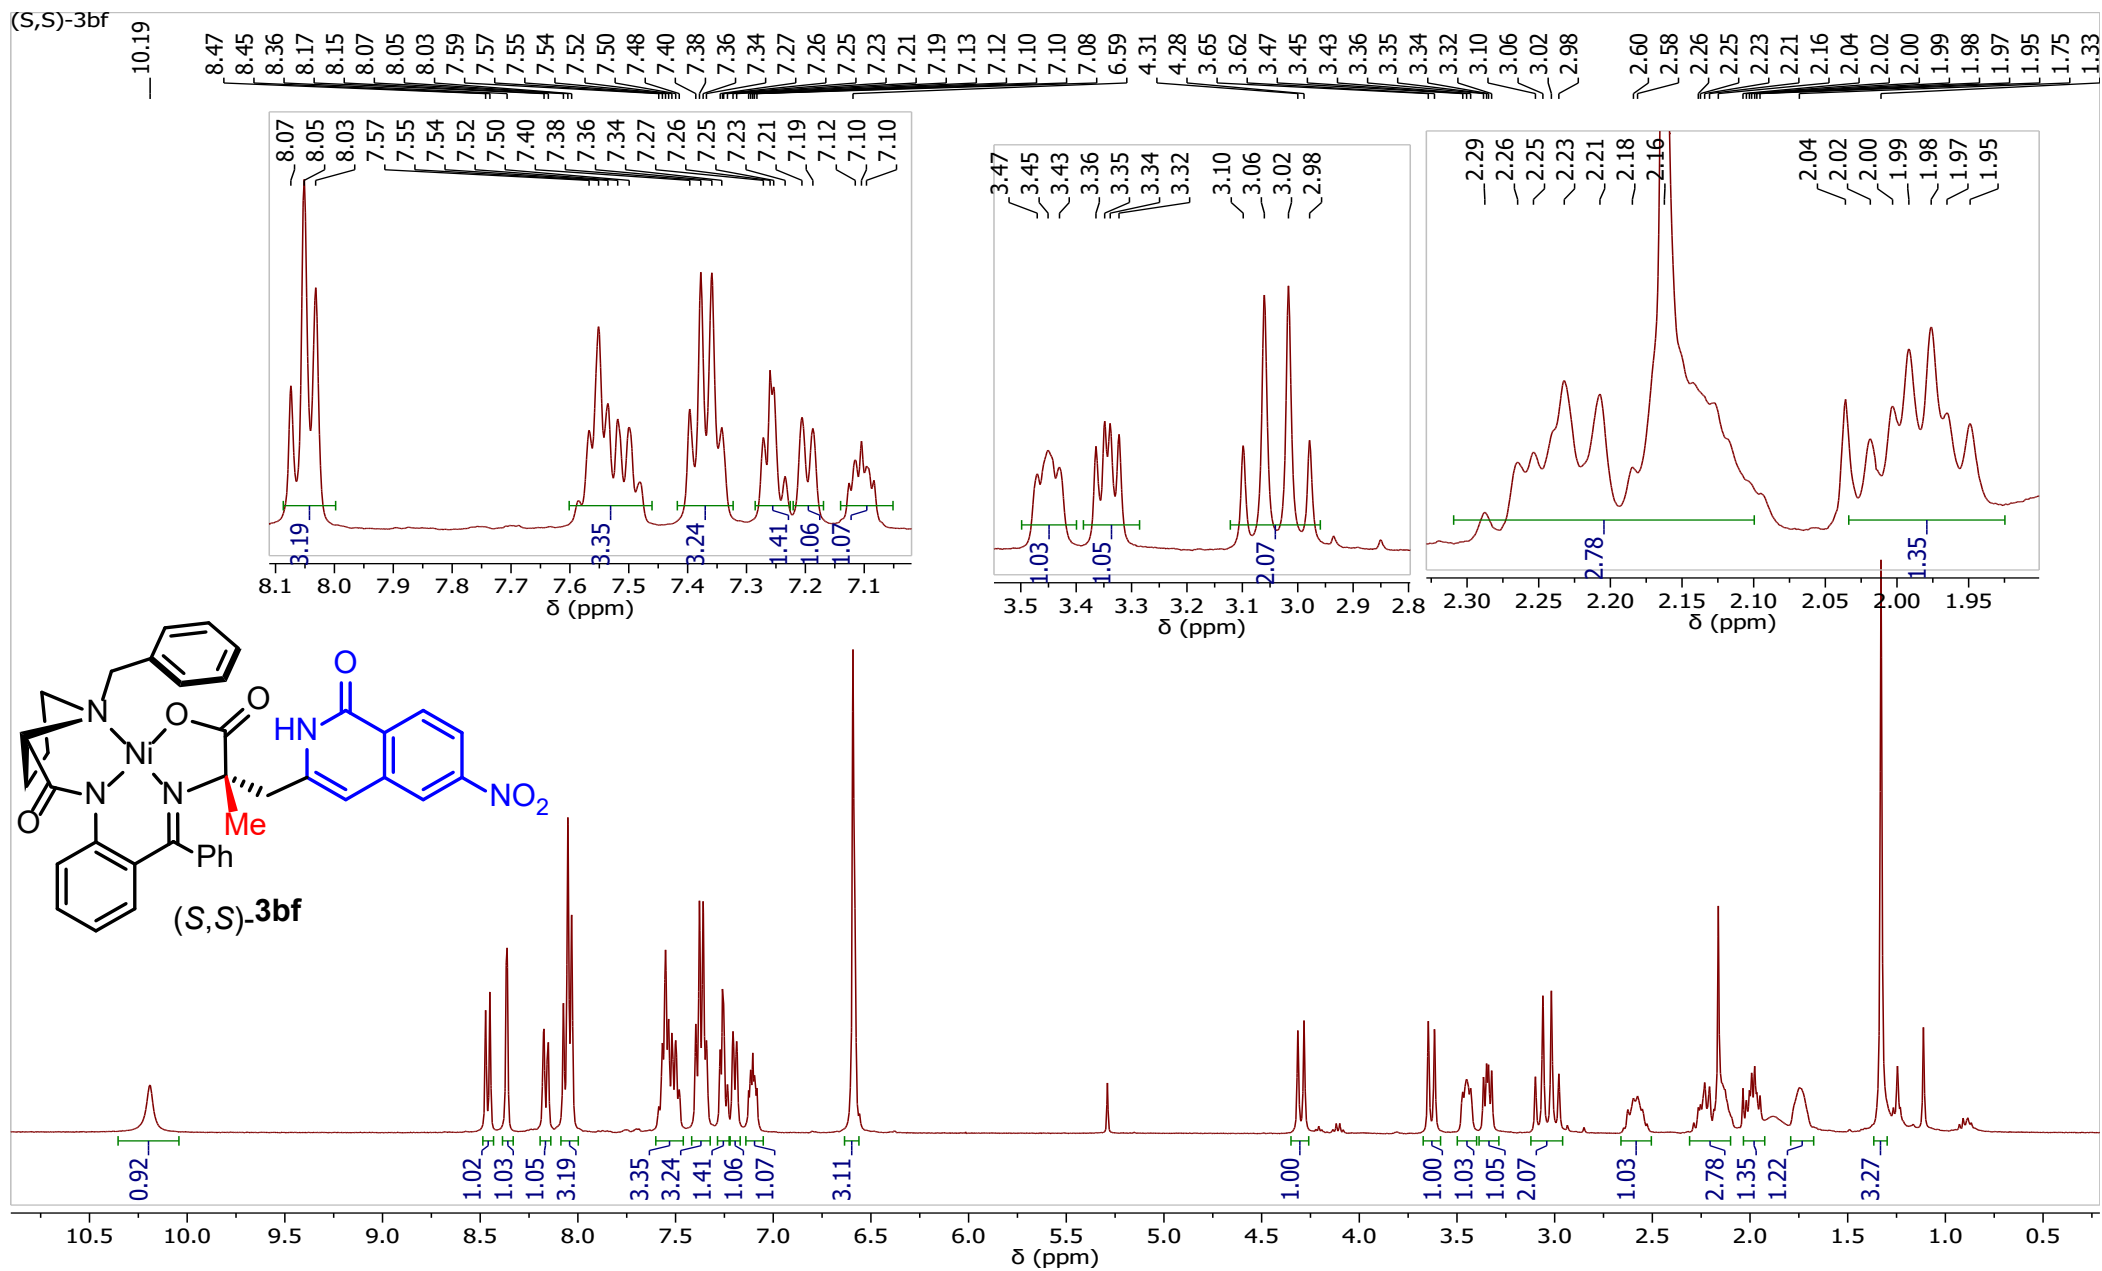 (S,S)-3bf
10.19 8.47 8.45 8.36 8.17 8.15 8.07 8.05 8.03 7.59 7.57 7.55 7.54 7.52 7.50 7.48 7.40 7.38 7.36 7.34 7.27 7.26 7.25 7.23 7.21 7.19 7.13 7.12 7.10 7.10 7.08 6.59 4.31 4.28 3.65 3.62 3.47 3.45 3.43 3.36 3.35 3.34 3.32 3.10 3.06 3.02 2.98 2.60 2.58 2.26 2.25 2.23 2.21 2.16 2.04 2.02 2.00 1.99 1.98 1.97 1.95 1.75 1.33
8.07 8.05 8.03 7.57 7.55 7.54 7.52 7.50 7.40 7.38 7.36 7.34 7.27 7.26 7.25 7.23 7.21 7.19 7.12 7.10 7.10
3.19 3.35 3.24 1.41 1.06 1.07
8.1 8.0 7.9 7.8 7.7 7.6 7.5 7.4 7.3 7.2 7.1
δ (ppm)
3.47 3.45 3.43 3.36 3.35 3.34 3.32 3.10 3.06 3.02 2.98
1.03 1.05 2.07
3.5 3.4 3.3 3.2 3.1 3.0 2.9 2.8
δ (ppm)
2.29 2.26 2.25 2.23 2.21 2.18 2.16 2.04 2.02 2.00 1.99 1.98 1.97 1.95
2.78 1.35
2.30 2.25 2.20 2.15 2.10 2.05 2.00 1.95
δ (ppm)
O
N O O HN
Ni
N N NO2
O Me
Ph
(S,S)-3bf
0.92 1.02 1.03 1.05 3.19 3.35 3.24 1.41 1.06 1.07 3.11 1.00 1.00 1.03 1.05 2.07 1.03 2.78 1.35 1.22 3.27
10.5 10.0 9.5 9.0 8.5 8.0 7.5 7.0 6.5 6.0 5.5 5.0 4.5 4.0 3.5 3.0 2.5 2.0 1.5 1.0 0.5
δ (ppm)